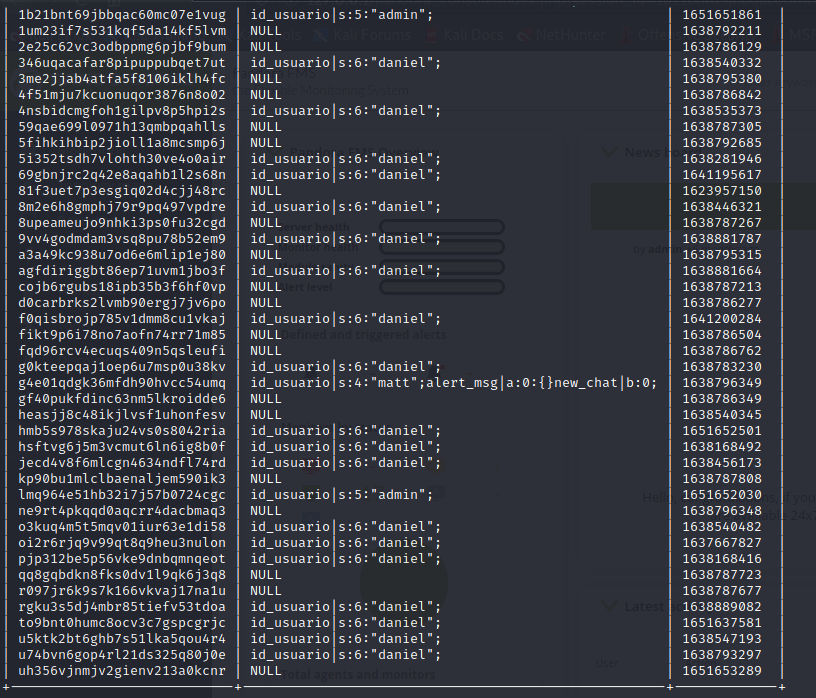 | 1b21bnt69jbbqac60mc07e1vug | id_usuario|s:5:"admin"; | 1651651861 |
| 1um23if7s531kqf5da14kf5lvm | NULL | 1638792211 |
| 2e25c62vc3odbppmg6pjbf9bum | NULL | 1638786129 |
| 346uqacafar8pipuppubqet7ut | id_usuario|s:6:"daniel"; | 1638540332 |
| 3me2jjab4atfa5f8106iklh4fc | NULL | 1638795380 |
| 4f51mju7kcuonuqor3876n8o02 | NULL | 1638786842 |
| 4nsbidcmgfoh1gilpv8p5hpi2s | id_usuario|s:6:"daniel"; | 1638535373 |
| 59qae699l0971h13qmbpqahlls | NULL | 1638787305 |
| 5fihkihbip2jioll1a8mcsmp6j | NULL | 1638792685 |
| 5i352tsdh7vlohth30ve4o0air | id_usuario|s:6:"daniel"; | 1638281946 |
| 69gbnjrc2q42e8aqahb1l2s68n | id_usuario|s:6:"daniel"; | 1641195617 |
| 81f3uet7p3esgiq02d4cjj48rc | NULL | 1623957150 |
| 8m2e6h8gmphj79r9pq497vpdre | id_usuario|s:6:"daniel"; | 1638446321 |
| 8upeameujo9nhki3ps0fu32cgd | NULL | 1638787267 |
| 9vv4godmdam3vsq8pu78b52em9 | id_usuario|s:6:"daniel"; | 1638881787 |
| a3a49kc938u7od6e6mlip1ej80 | NULL | 1638795315 |
| agfdiriggbt86ep71uvm1jbo3f | id_usuario|s:6:"daniel"; | 1638881664 |
| cojb6rgubs18ipb35b3f6hf0vp | NULL | 1638787213 |
| d0carbrks2lvmb90ergj7jv6po | NULL | 1638786277 |
| f0qisbrojp785v1dmm8cu1vkaj | id_usuario|s:6:"daniel"; | 1641200284 |
| fikt9p6i78no7aofn74rr71m85 | NULL | 1638786504 |
| fqd96rcv4ecuqs409n5qsleufi | NULL | 1638786762 |
| g0kteepqaj1oep6u7msp0u38kv | id_usuario|s:6:"daniel"; | 1638783230 |
| g4e01qdgk36mfdh90hvcc54umq | id_usuario|s:4:"matt";alert_msg|a:0:{}new_chat|b:0; | 1638796349 |
| gf40pukfdinc63nm5lkroidde6 | NULL | 1638786349 |
| heasjj8c48ikjlvsf1uhonfesv | NULL | 1638540345 |
| hmb5s978skaju24vs0s8042ria | id_usuario|s:6:"daniel"; | 1651652501 |
| hsftvg6j5m3vcmut6ln6ig8b0f | id_usuario|s:6:"daniel"; | 1638168492 |
| jecd4v8f6mlcgn4634ndfl74rd | id_usuario|s:6:"daniel"; | 1638456173 |
| kp90bu1mlclbaenaljem590ik3 | NULL | 1638787808 |
| lmq964e51hb32i7j57b0724cgc | id_usuario|s:5:"admin"; | 1651652030 |
| ne9rt4pkqqd0aqcrr4dacbmaq3 | NULL | 1638796348 |
| o3kuq4m5t5mqv01iur63e1di58 | id_usuario|s:6:"daniel"; | 1638540482 |
| oi2r6rjq9v99qt8q9heu3nulon | id_usuario|s:6:"daniel"; | 1637667827 |
| pjp312be5p56vke9dnbqmnqeot | id_usuario|s:6:"daniel"; | 1638168416 |
| qq8gqbdkn8fks0dv1l9qk6j3q8 | NULL | 1638787723 |
| r097jr6k9s7k166vkvaj17na1u | NULL | 1638787677 |
| rgku3s5dj4mbr85tiefv53tdoa | id_usuario|s:6:"daniel"; | 1638889082 |
| to9bnt0humc8ocv3c7gspcgrjc | id_usuario|s:6:"daniel"; | 1651637581 |
| u5ktk2bt6ghb7s51lka5qou4r4 | id_usuario|s:6:"daniel"; | 1638547193 |
| u74bvn6gop4rl21ds325q80j0e | id_usuario|s:6:"daniel"; | 1638793297 |
| uh356vjnmjv2gienv213a0kcnr | NULL | 1651653289 |